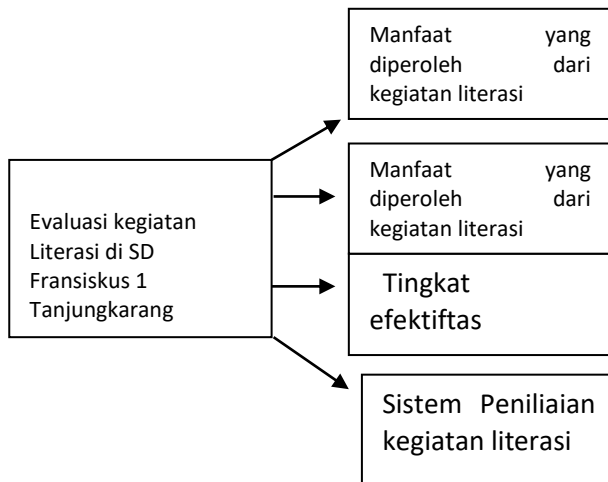 Manfaat yang
diperoleh dari
kegiatan literasi
Manfaat yang
diperoleh dari
kegiatan literasi
Evaluasi kegiatan
Literasi di SD
Fransiskus 1
Tanjungkarang
Tingkat
efektiftas
Sistem Peniliaian
kegiatan literasi